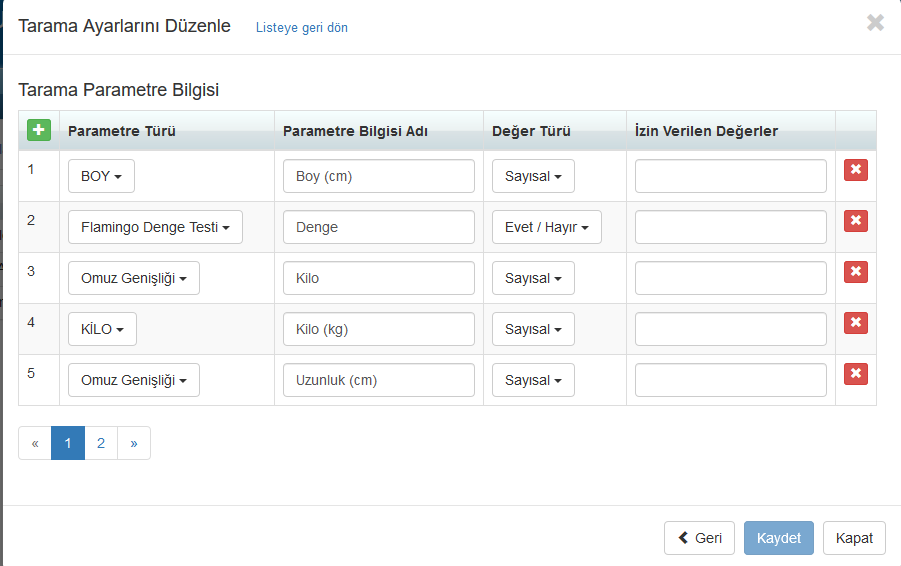 Tarama Ayarlarını Düzenle Listeye geri dön
Tarama Parametre Bilgisi
Parametre Türü Parametre Bilgisi Adı Değer Türü İzin Verilen Değerler
1 BOY Boy (cm) Sayısal
2 Flamingo Denge Testi Denge Evet / Hayır
3 Omuz Genişliği Kilo Sayısal
4 KİLO Kilo (kg) Sayısal
5 Omuz Genişliği Uzunluk (cm) Sayısal
« 1 2 »
Geri Kaydet Kapat